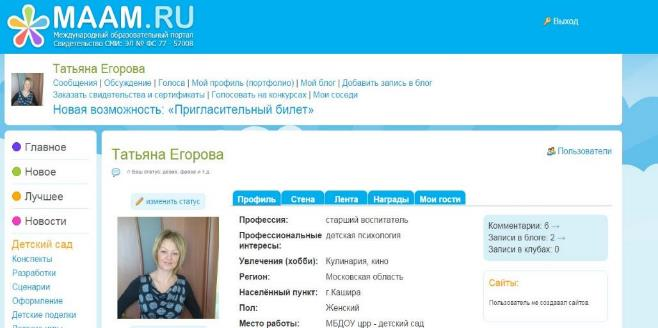 MAAM.RU
Международный образовательный портал
Свидетельство СМИ: ЭЛ № ФС 77 - 57008
Выход
Татьяна Егорова
Сообщения | Обсуждение | Голоса | Мой профиль (портфолио) | Мой блог | Добавить запись в блог
Заказать свидетельства и сертификаты | Голосовать на конкурсах | Мои соседи
Новая возможность: «Пригласительный билет»
Главное
Новое
Лучшее
Новости
Детский сад
Конспекты
Разработки
Сценарии
Оформление
Детские поделки
Татьяна Егорова
Пользователи
изменить статус
Профиль Стена Лента Награды Мои гости
Профессия: старший воспитатель
Профессиональные интересы: детская психология
Увлечения (хобби): Кулинария, кино
Регион: Московская область
Населённый пункт: г.Кашира
Пол: Женский
Место работы: МБДОУ црр - детский сад
Комментарии: 6 →
Записи в блоге: 2 →
Записи в клубах: 0
Сайты:
Пользователь не создавал сайтов.